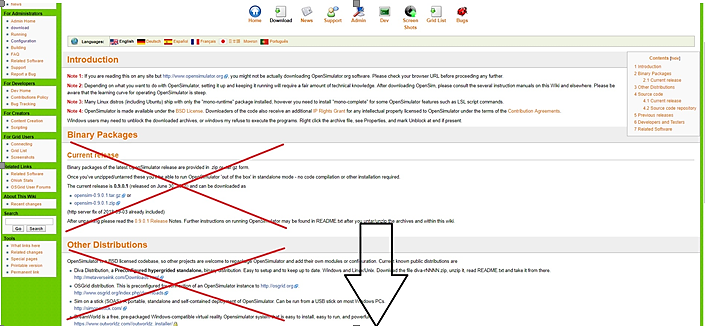 Home Download News Support Admin Dev Screen Shots Grid List Bugs
News
For Administrators
Admin Home
download
Running
Configuration
Building
FAQ
Related Software
Support
Report a Bug
For Developers
Dev Home
Contributions Policy
Bug Tracking
For Creators
Content Creation
Scripting
For Grid Users
Connecting
Grid List
Screenshots
Related Links
Related Software
OSGrid User Forums
About This Wiki
Recent changes
Search
Go Search
Tools
What links here
Related changes
Special pages
Printable version
Permanent link
Languages: English Deutsch Español Français 日本語 Português
Introduction
Note 1: If you are reading this on any site but http://www.opensimulator.org, you might not be actually downloading OpenSimulator org software. Please check your browser URL before proceeding any further.
Note 2: Depending on what you want to do with OpenSimulator, setting it up and keeping it running will require a fair amount of technical knowledge. After downloading OpenSim, please consult the several instruction manuals on this Wiki and elsewhere. Please
be aware that the learning curve for operating OpenSimulator is steep.
Note 3: Many Linux distros (including Ubuntu) ship with only the "mono-runtime" package installed, however you need to install "mono-complete" for some OpenSimulator features such as LSL script commands.
Note 4: OpenSimulator is made available under the BSD License. Downloaders of the code also receive an additional IP Rights Grant for any intellectual property licensed to OpenSimulator under the terms of the Contribution Agreements.
Windows users may need to unblock the downloaded archives, or windows my refuse to execute the programs. Right click the archive file, see Properties, and mark Unblock at end if present.
Contents [hide]
1 Introduction
2 Binary Packages
2.1 Current release
3 Other Distributions
4 Source code
4.1 Current release
4.2 Source code repository
5 Previous releases
6 Developers and Testers
7 Related Software
Binary Packages
Current release
Binary packages of the latest OpenSimulator release are provided in .zip or tar gz form.
Once you've unzipped/untarred these you'll be able to run OpenSimulator 'out of the box' in standalone mode - no code compilation or other installation required.
The current release is 0.9.0.1 (released on June and can be downloaded as
opensim-0.9.0.1.tar.gz or
opensim-0.9.0.1.zip
(http server fix of 09-03 already included)
After unpacking please read the 0.9.0.1 Release Notes. Further instructions on running OpenSimulator may be found in README.txt after you untar/unzip the archives and within this wiki.
Other Distributions
OpenSimulator is a BSD licensed codebase, so other projects are welcome to repackage OpenSimulator and add their own modules or configuration. Current known public distributions are
Diva Distribution, a Preconfigured hypergrided standalone, binary distribution. Easy to setup and to keep up to date. Windows and Linux/Unix. Download the file diva-rNNNN.zip, unzip it, read README.txt and take it from there.
http://metaverseink.com/Downloads
OSGrid distribution. This is preconfigured for connection of an OpenSimulator instance to http://osgrid.org.
http://www.osgrid.org/index.php/downloads
Sim on a stick (SOAS) portable, standalone and self-contained deployment of OpenSimulator. Can be run from a USB stick on most Windows PCs.
DreamWorld is a free, pre-packaged Windows-compatible virtual reality Opensimulator system that is easy to install, easy to run, and powerful
https://www.outworldz.com/outworldz_installer/